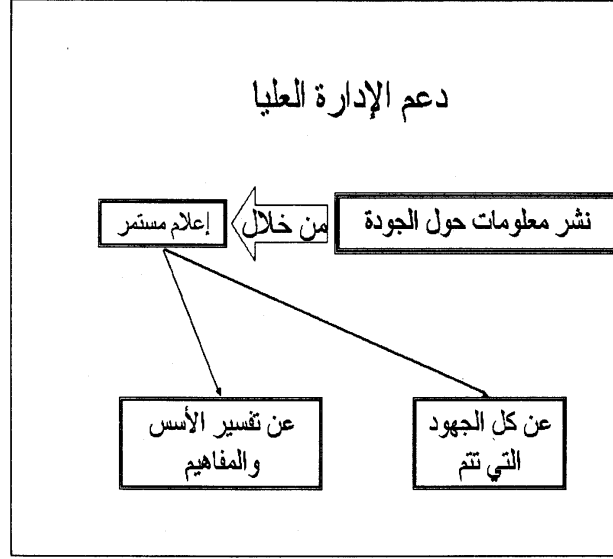 دعم الإدارة العليا
نشر معلومات حول الجودة
من خلال
إعلام مستمر
عن كل الجهود
التي تتم
عن تفسير الأسس
والمفاهيم